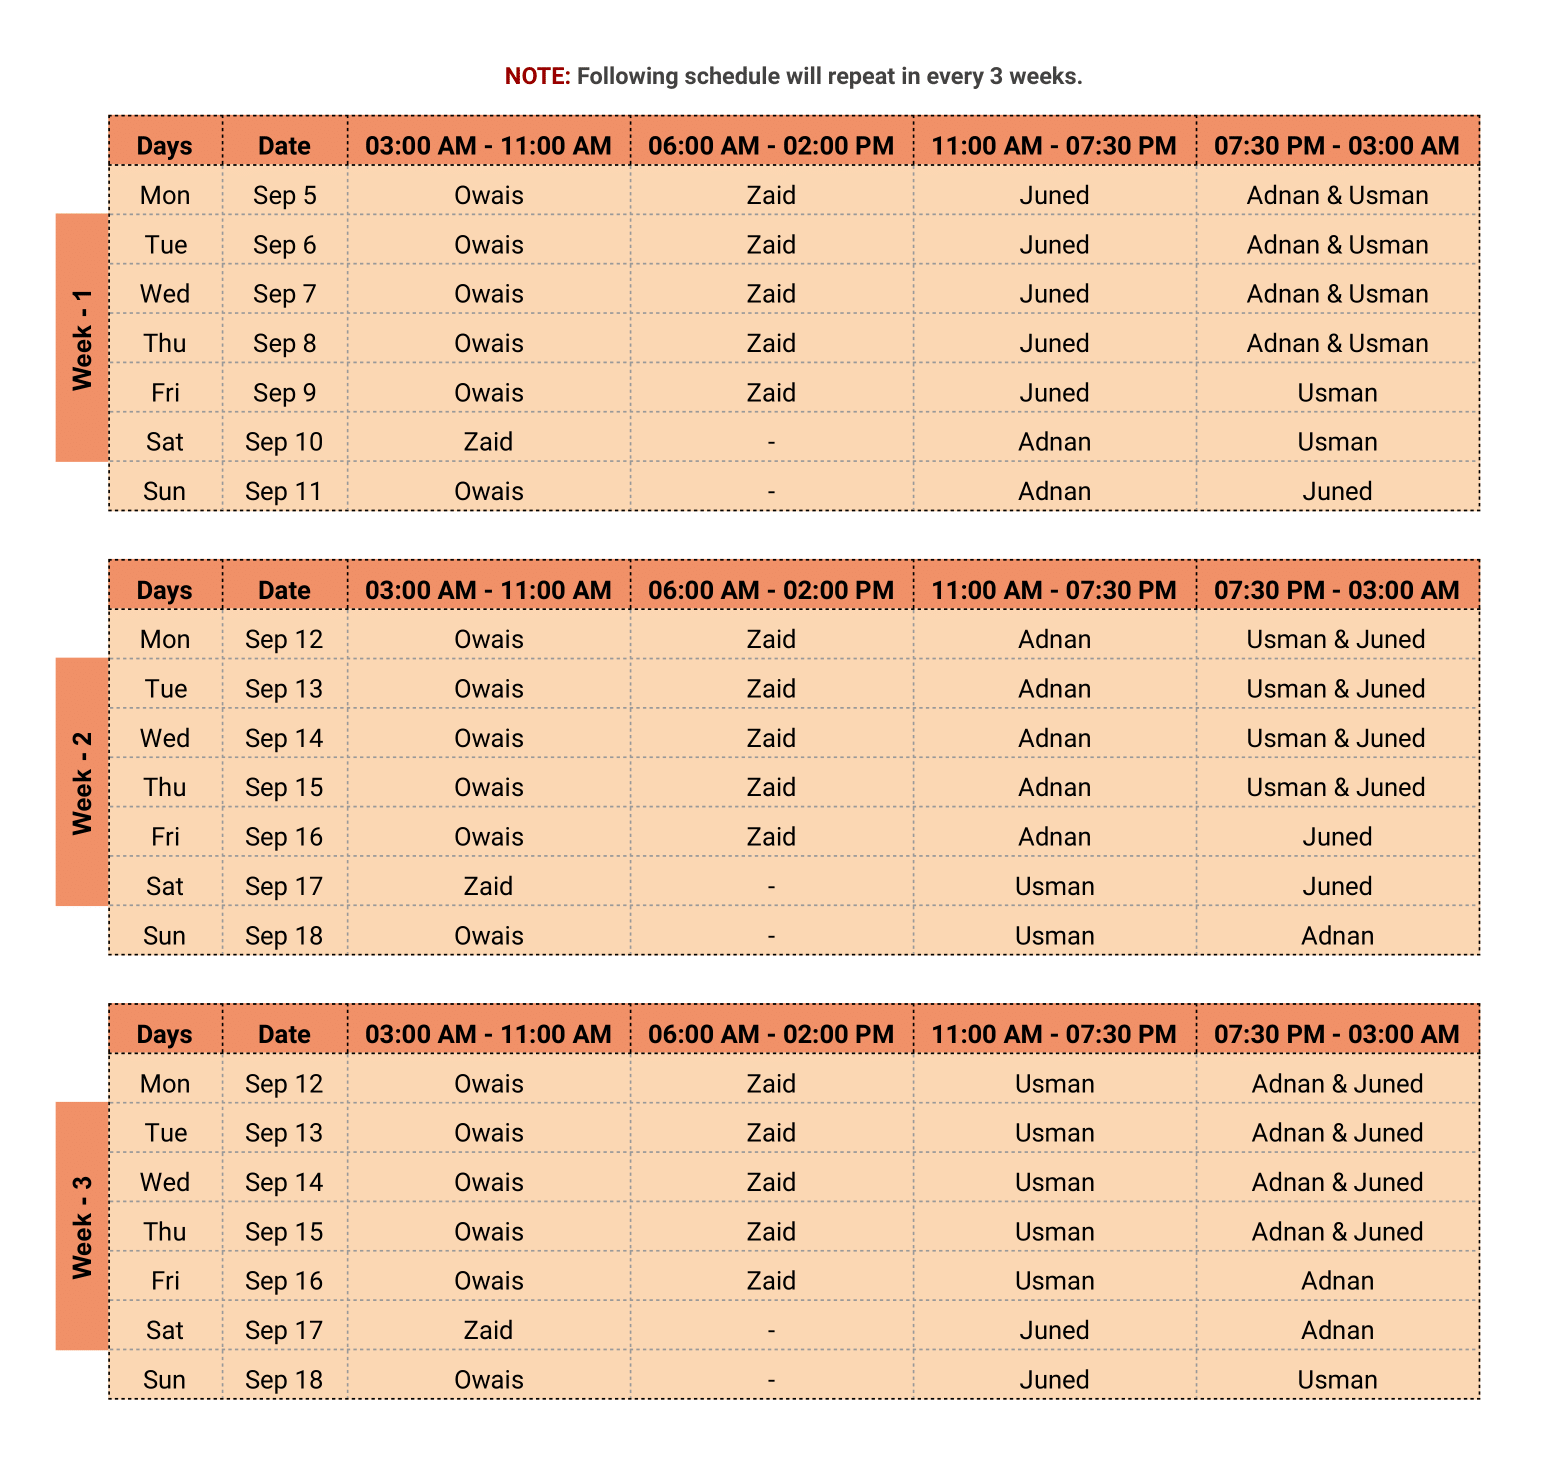 NOTE: Following schedule will repeat in every 3 weeks.
Days Date 03:00 AM - 11:00 AM 06:00 AM - 02:00 PM 11:00 AM - 07:30 PM 07:30 PM - 03:00 AM
Mon Sep 5 Owais Zaid Juned Adnan & Usman
Tue Sep 6 Owais Zaid Juned Adnan & Usman
Wed Sep 7 Owais Zaid Juned Adnan & Usman
Thu Sep 8 Owais Zaid Juned Adnan & Usman
Fri Sep 9 Owais Zaid Juned Usman
Sat Sep 10 Zaid - Adnan Usman
Sun Sep 11 Owais - Adnan Juned
Week - 1
Days Date 03:00 AM - 11:00 AM 06:00 AM - 02:00 PM 11:00 AM - 07:30 PM 07:30 PM - 03:00 AM
Mon Sep 12 Owais Zaid Adnan Usman & Juned
Tue Sep 13 Owais Zaid Adnan Usman & Juned
Wed Sep 14 Owais Zaid Adnan Usman & Juned
Thu Sep 15 Owais Zaid Adnan Usman & Juned
Fri Sep 16 Owais Zaid Adnan Juned
Sat Sep 17 Zaid - Usman Juned
Sun Sep 18 Owais - Usman Adnan
Week - 2
Days Date 03:00 AM - 11:00 AM 06:00 AM - 02:00 PM 11:00 AM - 07:30 PM 07:30 PM - 03:00 AM
Mon Sep 12 Owais Zaid Usman Adnan & Juned
Tue Sep 13 Owais Zaid Usman Adnan & Juned
Wed Sep 14 Owais Zaid Usman Adnan & Juned
Thu Sep 15 Owais Zaid Usman Adnan & Juned
Fri Sep 16 Owais Zaid Usman Adnan
Sat Sep 17 Zaid - Juned Adnan
Sun Sep 18 Owais - Juned Usman
Week - 3